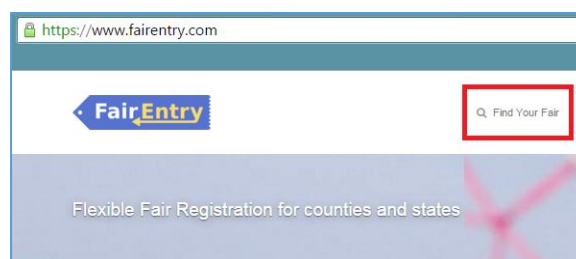 https://www.fairentry.com
FairEntry
Find Your Fair
Flexible Fair Registration for counties and states